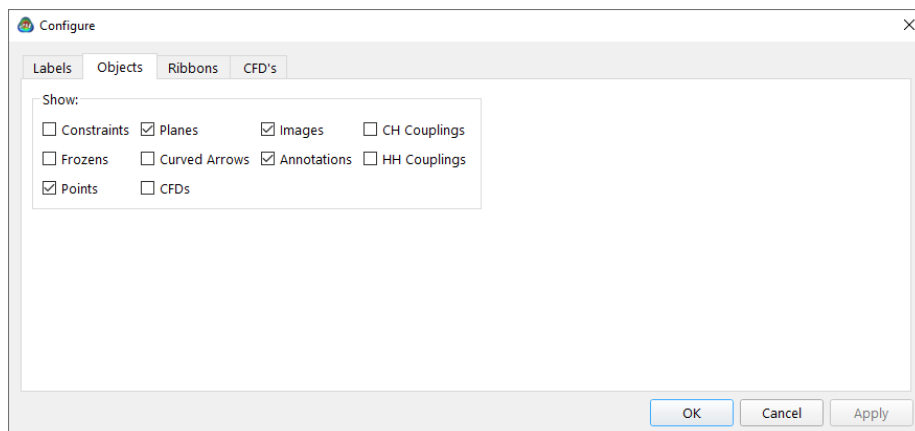 Configure
Labels Objects Ribbons CFD's
Show:
Constraints Planes Images CH Couplings
Frozens Curved Arrows Annotations HH Couplings
Points CFDs
OK Cancel Apply